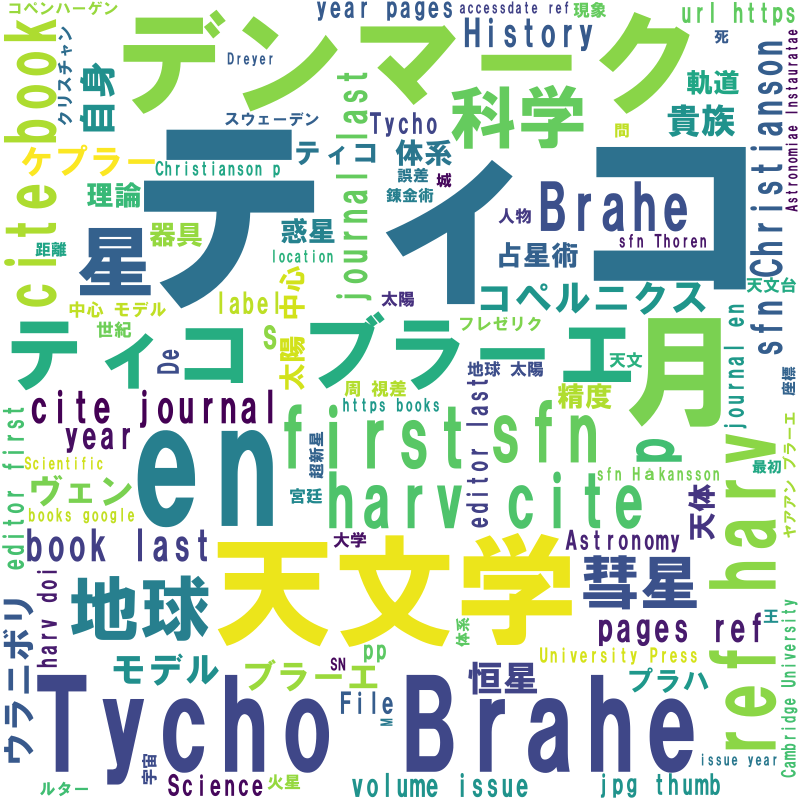 コペンハーゲン
year pages
accessdate ref
現象
url https
cite book
クリスチャン
自身
デンマーク
Dreyer
History
死
軌道
Christianson
Astronomiae Instauratae
スウェーデン
journal last
Tycho
科学
貴族
問
ケプラー
Christianson p
ティコ 体系
誤差
城
錬金術
理論
ティコ
人物
Brahe
sfn Thoren
距離
星
器具
惑星
location
占星術
中心 モデル
label
中心
太陽
コペルニクス
天文台
世紀
S
フレゼリク
sfn
ティコ ブラーエ
De
太陽
地球 太陽
天文
月
journal en
座標
周 視差
https books
精度
cite journal
year
en
first
sfn
p
editor last
editor first
Scientific
超新星
sfn Håkansson
最初
ヤアアン ブラーエ
ヴェン
宮廷
harv cite
天体
books google
book last
大学
Astronomy
ref harv
天文学
彗星
harv doi
地球
体系
pages ref
王
ウラニボリ
モデル
SN
pp
University Press
Cambridge University
ブラーエ
恒星
プラハ
Tycho Brahe
File
M
issue year
宇宙
ルター
Science
火星
volume issue
jpg thumb